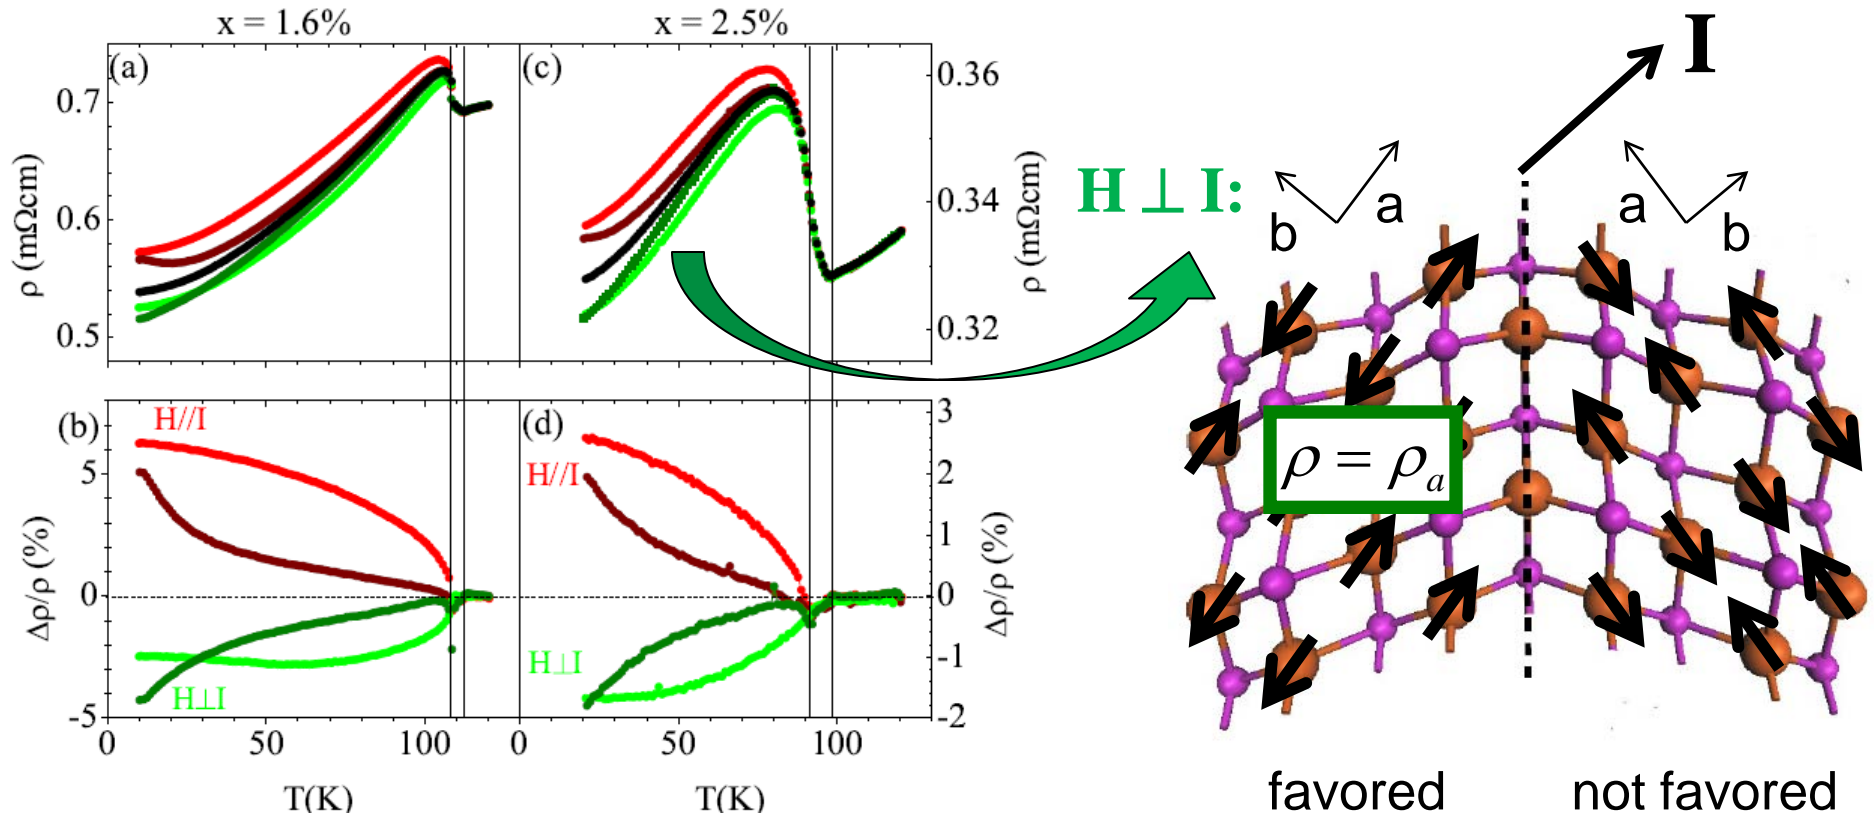 x = 1.6%
x = 2.5%
(a)
(c)
0.7
0.6
0.5
ρ (mΩcm)
0.36
0.34
0.32
ρ (mΩcm)
(b)
H//I
H⊥I
(d)
H//I
H⊥I
5
0
-5
Δρ/ρ (%)
3
2
1
0
-1
-2
Δρ/ρ (%)
0 50 100 0 50 100
T(K)
T(K)
I
H ⊥ I:
b a
a b
ρ = ρₐ
favored
not favored